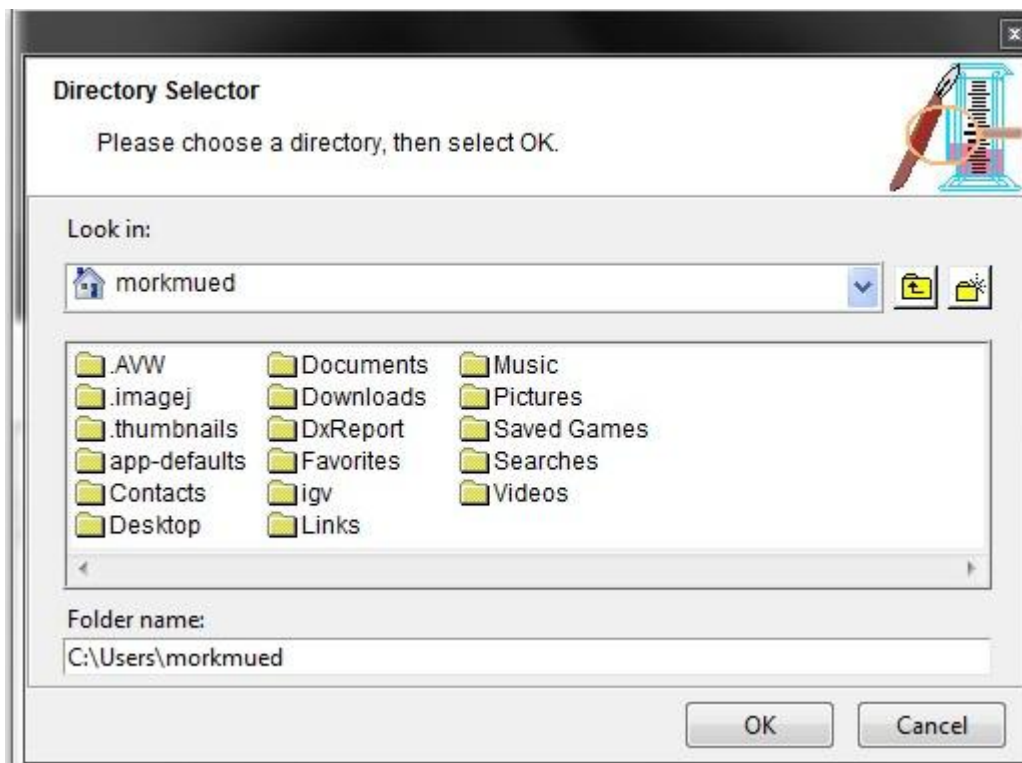 Directory Selector
Please choose a directory, then select OK.
Look in:
morkmued
.AVW
.imagej
.thumbnails
app-defaults
Contacts
Desktop
Documents
Downloads
DxReport
Favorites
igv
Links
Music
Pictures
Saved Games
Searches
Videos
Folder name:
C:\Users\morkmued
OK
Cancel